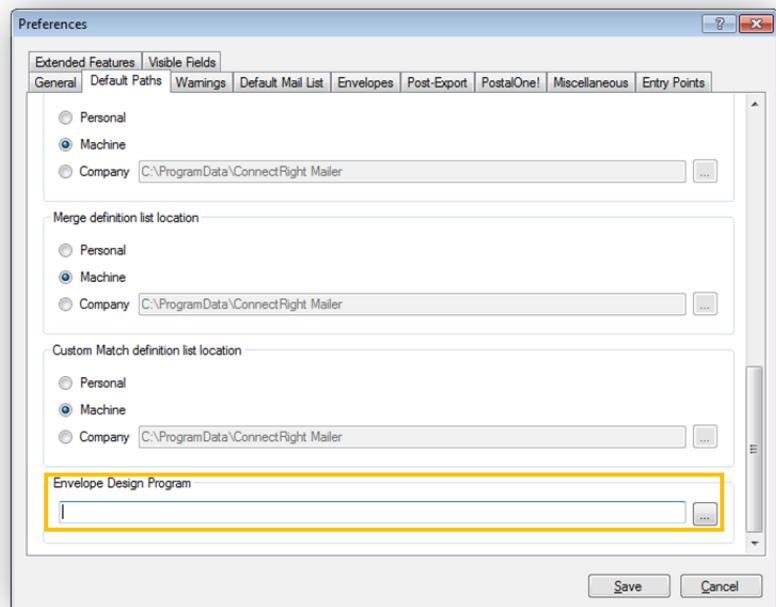 Preferences
Extended Features Visible Fields
General Default Paths Warnings Default Mail List Envelopes Post-Export PostalOne! Miscellaneous Entry Points
Personal
Machine
Company C:\ProgramData\ConnectRight Mailer ...
Merge definition list location
Personal
Machine
Company C:\ProgramData\ConnectRight Mailer ...
Custom Match definition list location
Personal
Machine
Company C:\ProgramData\ConnectRight Mailer ...
Envelope Design Program
...
Save Cancel